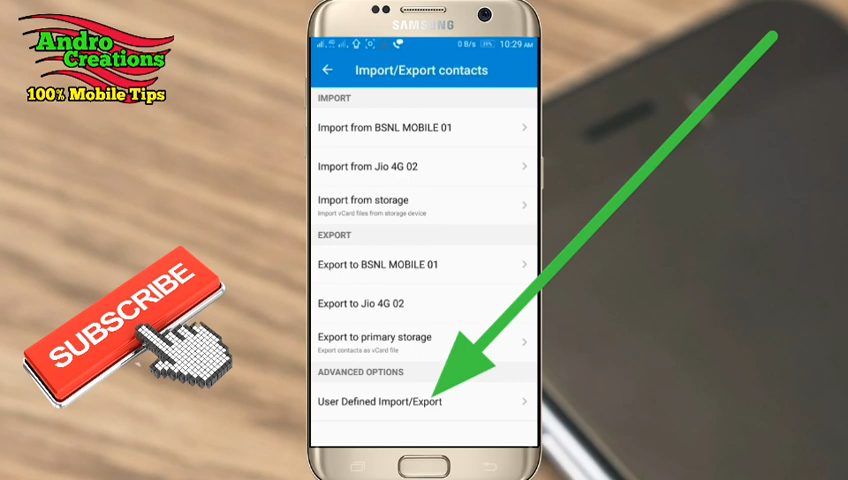 Andro
Creations
100% Mobile Tips
SUBSCRIBE
SAMSUNG
0 B/s 10:29 AM
Import/Export contacts
IMPORT
Import from BSNL MOBILE 01
Import from Jio 4G 02
Import from storage
Import vCard files from storage device
EXPORT
Export to BSNL MOBILE 01
Export to Jio 4G 02
Export to primary storage
Export contacts as vCard file
ADVANCED OPTIONS
User Defined Import/Export